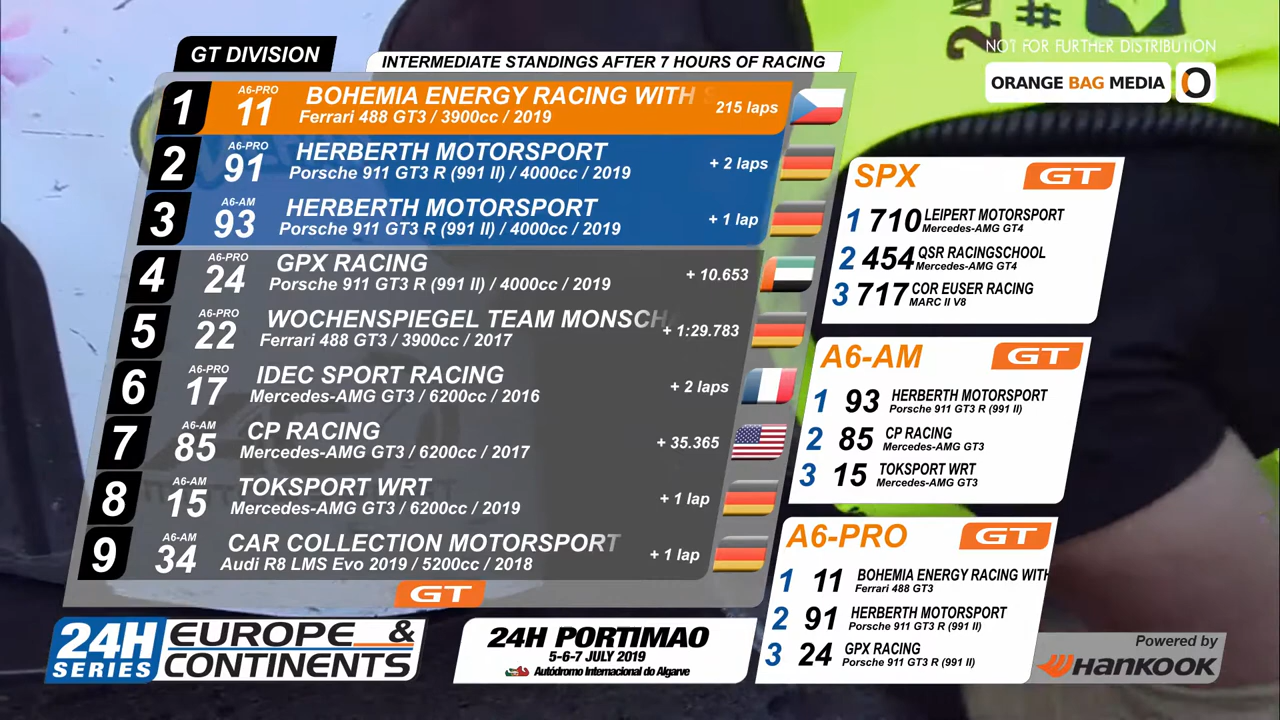 GT DIVISION
INTERMEDIATE STANDINGS AFTER 7 HOURS OF RACING
1 A6-PRO 11 BOHEMIA ENERGY RACING WITH S 215 laps
Ferrari 488 GT3 / 3900cc / 2019
2 A6-PRO 91 HERBERTH MOTORSPORT + 2 laps
Porsche 911 GT3 R (991 II) / 4000cc / 2019
3 A6-AM 93 HERBERTH MOTORSPORT + 1 lap
Porsche 911 GT3 R (991 II) / 4000cc / 2019
4 A6-PRO 24 GPX RACING + 10.653
Porsche 911 GT3 R (991 II) / 4000cc / 2019
5 A6-PRO 22 WOCHENSPIEGEL TEAM MONSCH + 1:29.783
Ferrari 488 GT3 / 3900cc / 2017
6 A6-PRO 17 IDEC SPORT RACING + 2 laps
Mercedes-AMG GT3 / 6200cc / 2016
7 A6-AM 85 CP RACING + 35.365
Mercedes-AMG GT3 / 6200cc / 2017
8 A6-AM 15 TOKSPORT WRT + 1 lap
Mercedes-AMG GT3 / 6200cc / 2019
9 A6-AM 34 CAR COLLECTION MOTORSPORT + 1 lap
Audi R8 LMS Evo 2019 / 5200cc / 2018
GT
24#
NOT FOR FURTHER DISTRIBUTION
ORANGE BAG MEDIA
SPX GT
1 710 LEIPERT MOTORSPORT
Mercedes-AMG GT4
2 454 QSR RACINGSCHOOL
Mercedes-AMG GT4
3 717 COR EUSER RACING
MARC II V8
A6-AM GT
1 93 HERBERTH MOTORSPORT
Porsche 911 GT3 R (991 II)
2 85 CP RACING
Mercedes-AMG GT3
3 15 TOKSPORT WRT
Mercedes-AMG GT3
A6-PRO GT
1 11 BOHEMIA ENERGY RACING WITH
Ferrari 488 GT3
2 91 HERBERTH MOTORSPORT
Porsche 911 GT3 R (991 II)
3 24 GPX RACING
Porsche 911 GT3 R (991 II)
24H SERIES EUROPE & CONTINENTS
24H PORTIMAO
5-6-7 JULY 2019
Autódromo Internacional do Algarve
Powered by
HANKOOK